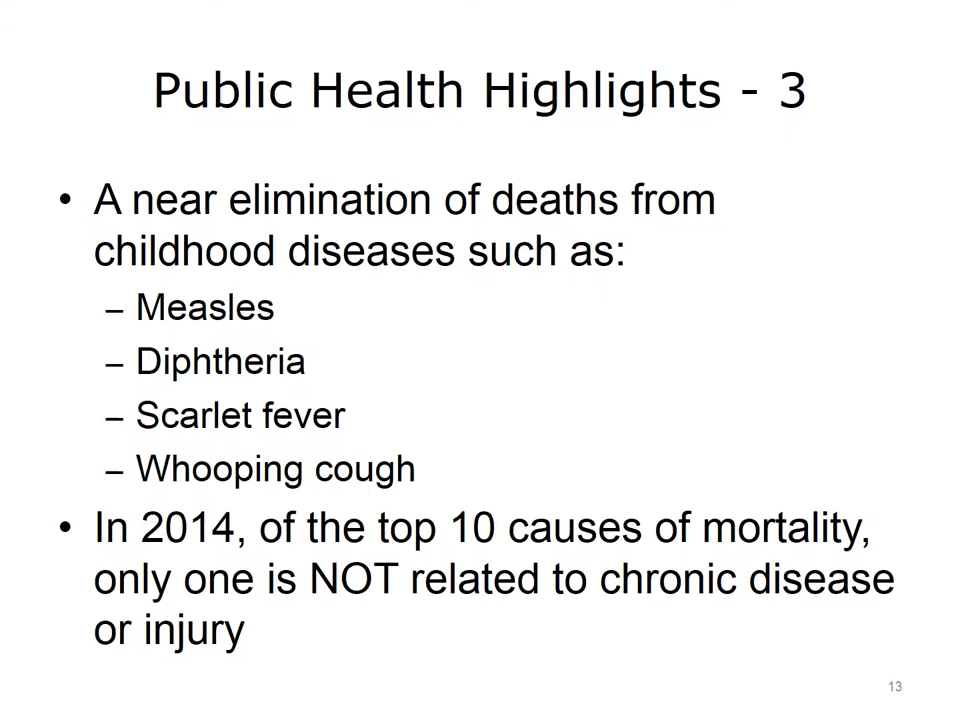 Public Health Highlights - 3
• A near elimination of deaths from
childhood diseases such as:
– Measles
– Diphtheria
– Scarlet fever
– Whooping cough
• In 2014, of the top 10 causes of mortality,
only one is NOT related to chronic disease
or injury
13